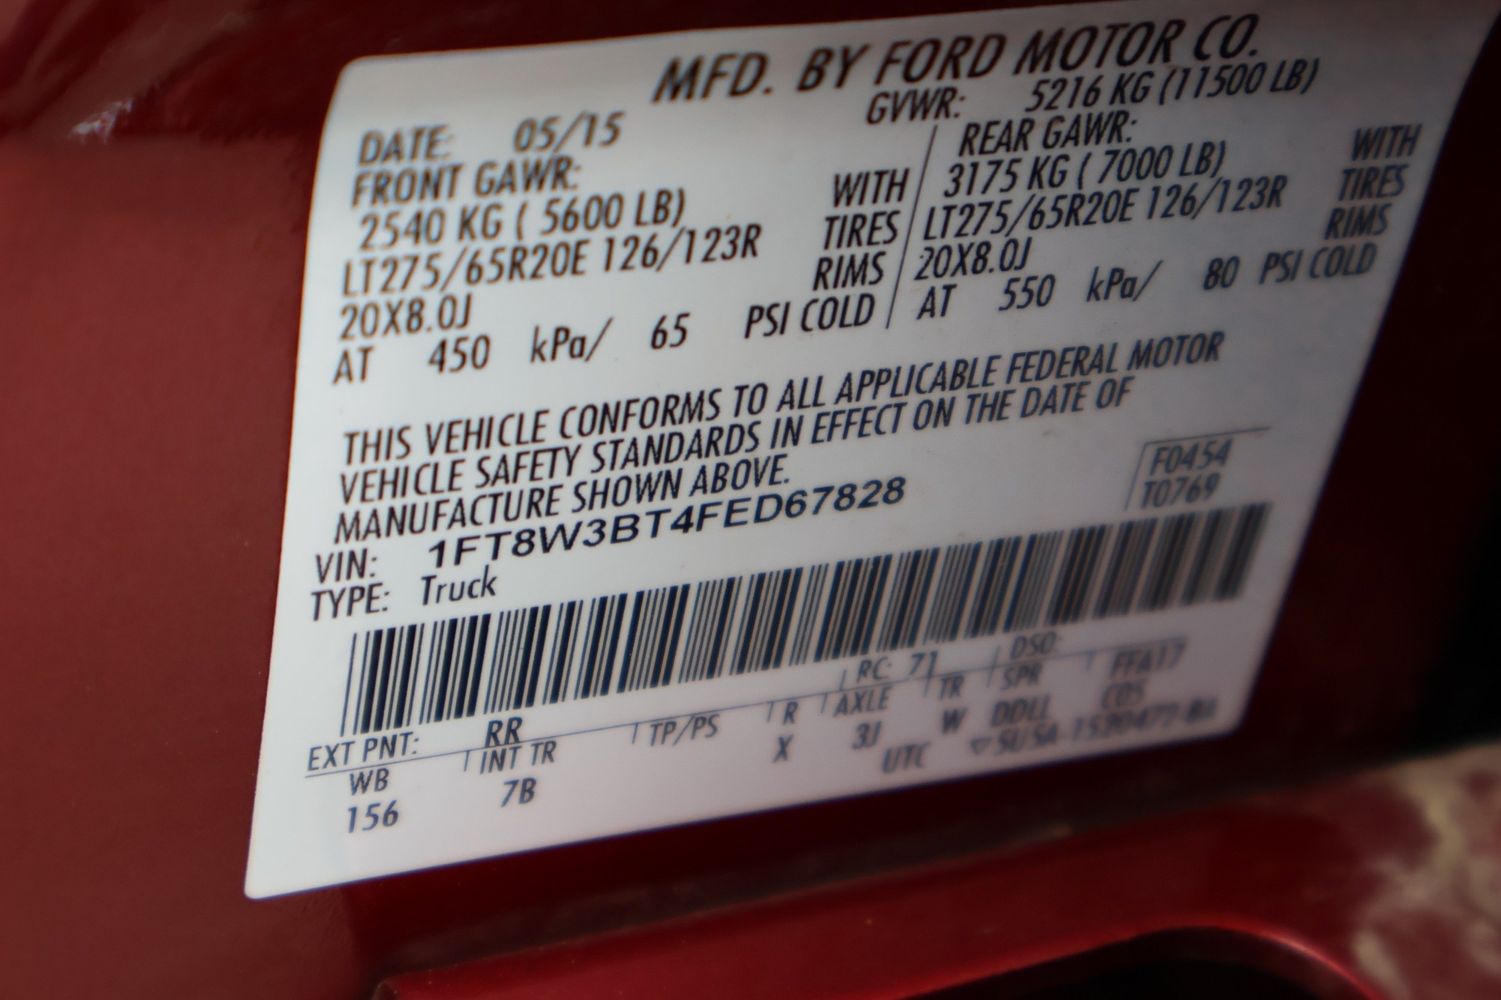 MFD. BY FORD MOTOR CO.
DATE: 05/15 GVWR: 5216 KG (11500 LB)
FRONT GAWR: REAR GAWR:
2540 KG ( 5600 LB) WITH 3175 KG ( 7000 LB) WITH
LT275/65R20E 126/123R TIRES LT275/65R20E 126/123R TIRES
20X8.0J RIMS 20X8.0J RIMS
AT 450 kPa/ 65 PSI COLD AT 550 kPa/ 80 PSI COLD
THIS VEHICLE CONFORMS TO ALL APPLICABLE FEDERAL MOTOR
VEHICLE SAFETY STANDARDS IN EFFECT ON THE DATE OF
MANUFACTURE SHOWN ABOVE.
F0454
T0769
VIN: 1FT8W3BT4FED67828
TYPE: Truck
EXT PNT: RR RC: 71 DSO: FFA17
WB INT TR TP/PS R AXLE TR SPR
156 7B X 3J W DDLL
UTC